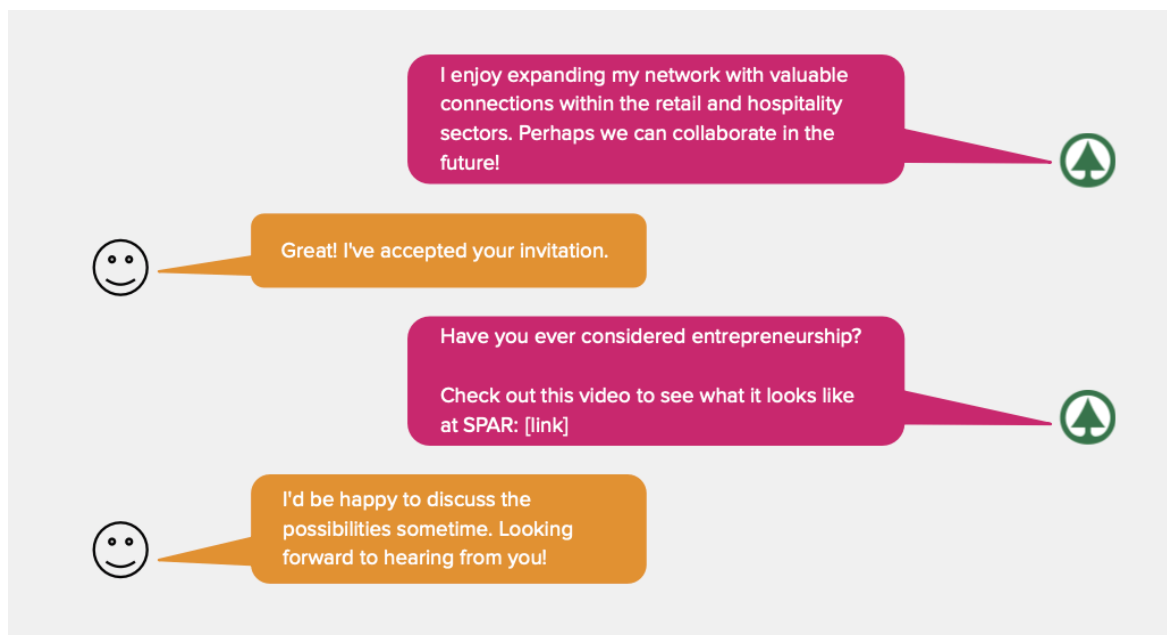 I enjoy expanding my network with valuable
connections within the retail and hospitality
sectors. Perhaps we can collaborate in the
future!
Great! I've accepted your invitation.
Have you ever considered entrepreneurship?
Check out this video to see what it looks like
at SPAR: [link]
I'd be happy to discuss the
possibilities sometime. Looking
forward to hearing from you!